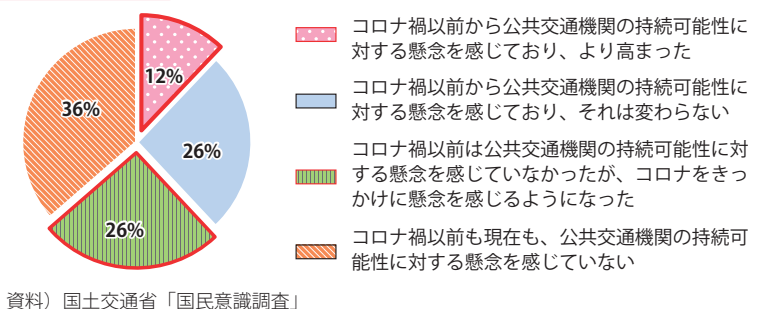 12%
26%
26%
36%
コロナ禍以前から公共交通機関の持続可能性に
対する懸念を感じており、より高まった
コロナ禍以前から公共交通機関の持続可能性に
対する懸念を感じており、それは変わらない
コロナ禍以前は公共交通機関の持続可能性に対
する懸念を感じていなかったが、コロナをきっ
かけに懸念を感じるようになった
コロナ禍以前も現在も、公共交通機関の持続可
能性に対する懸念を感じていない
資料）国土交通省「国民意識調査」